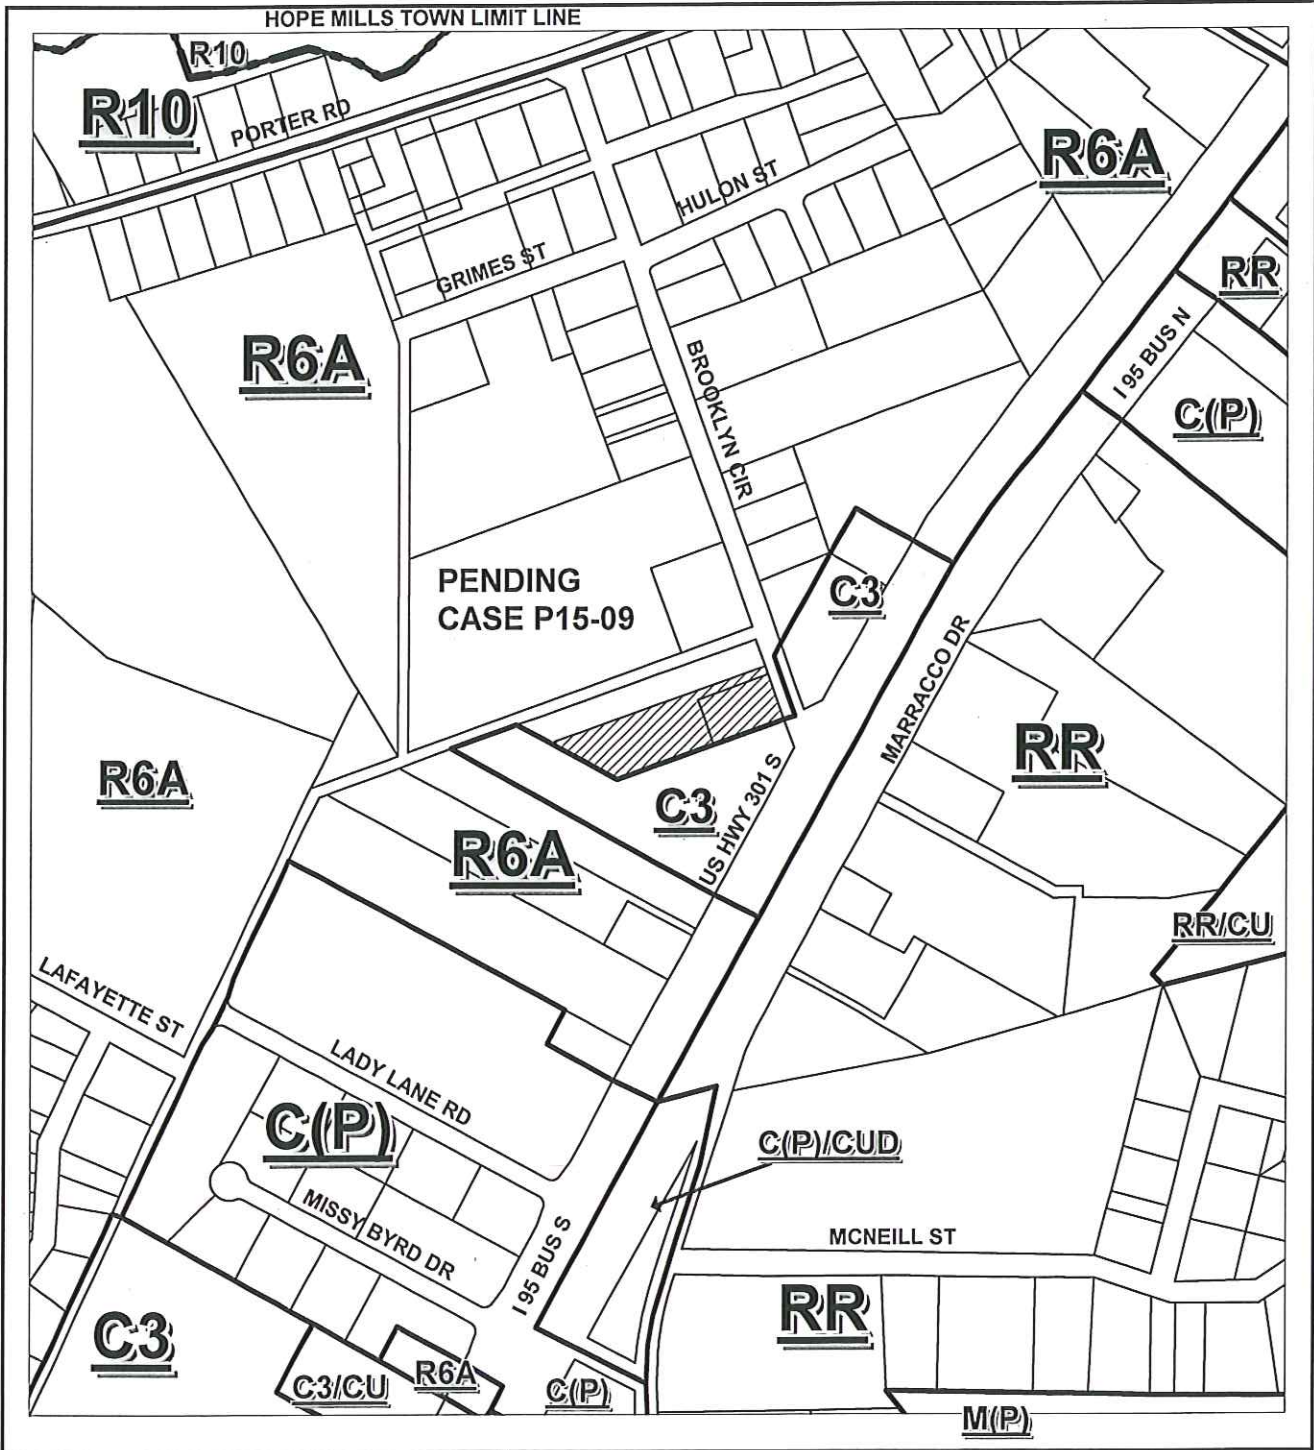 HOPE MILLS TOWN LIMIT LINE
R10
R10
PORTER RD
R6A
HULON ST
GRIMES ST
RR
R6A
I 95 BUS N
BROOKLYN CIR
C(P)
PENDING
CASE P15-09
C3
MARRACCO DR
RR
R6A
C3
US HWY 301 S
R6A
RR/CU
LAFAYETTE ST
LADY LANE RD
C(P)
C(P)/CUD
MISSY BYRD DR
I 95 BUS S
MCNEILL ST
RR
C3
R6A
C3/CU
C(P)
M(P)